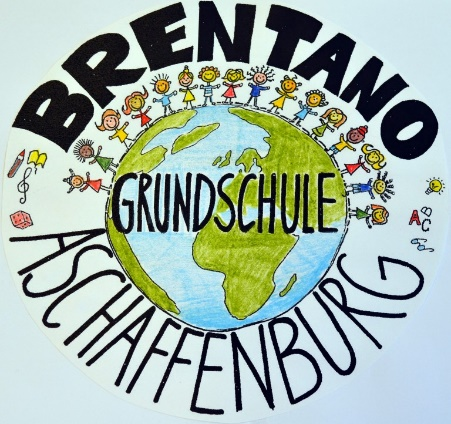 BRENTANO
GRUNDSCHULE
ASCHAFFENBURG
A B C